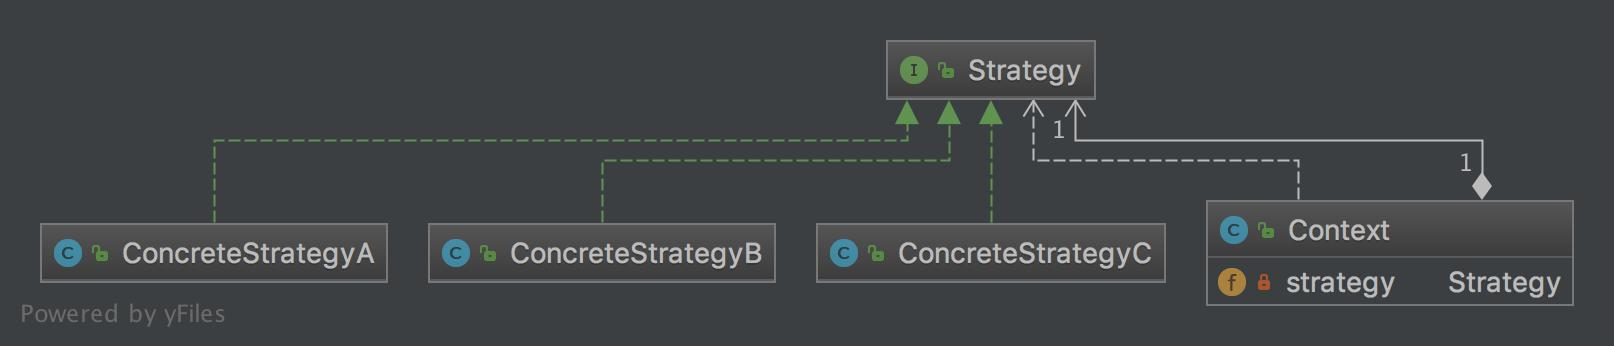 I Strategy
1
1
C ConcreteStrategyA
C ConcreteStrategyB
C ConcreteStrategyC
C Context
f strategy Strategy
Powered by yFiles